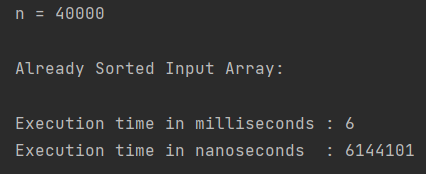 n = 40000
Already Sorted Input Array:
Execution time in milliseconds : 6
Execution time in nanoseconds  : 6144101